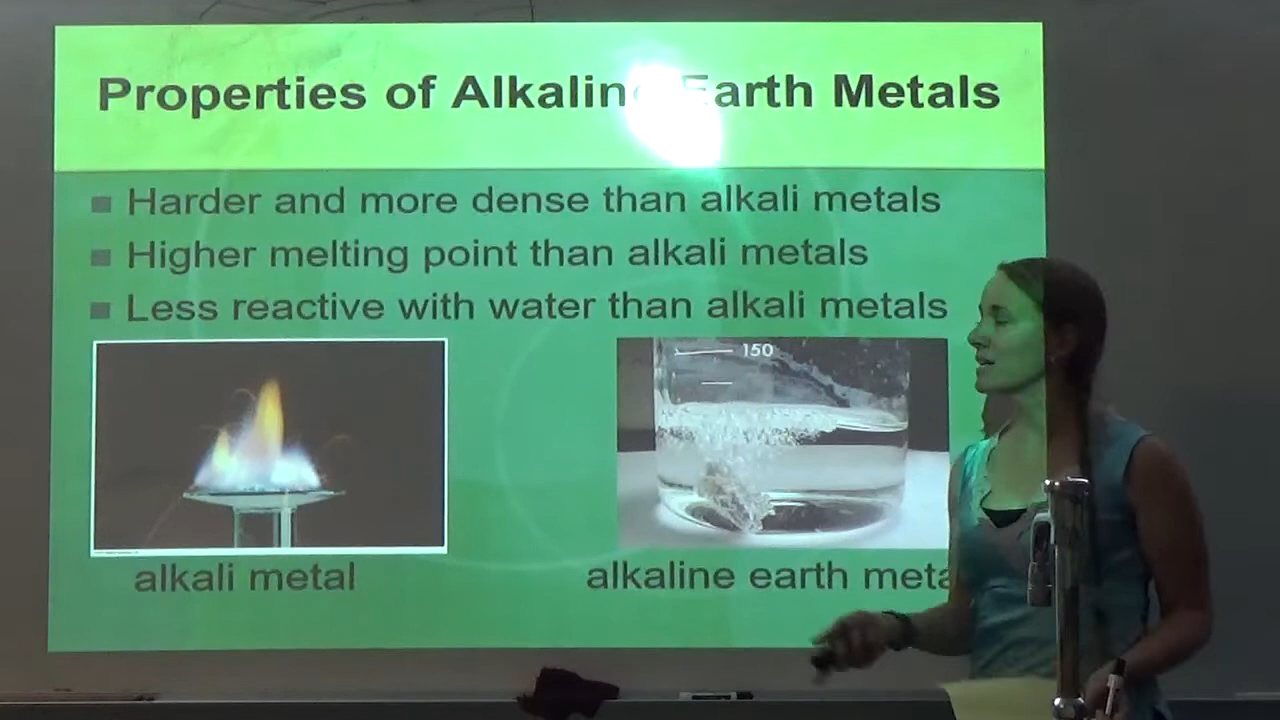 Properties of Alkaline Earth Metals
Harder and more dense than alkali metals
Higher melting point than alkali metals
Less reactive with water than alkali metals
150
alkali metal
alkaline earth meta